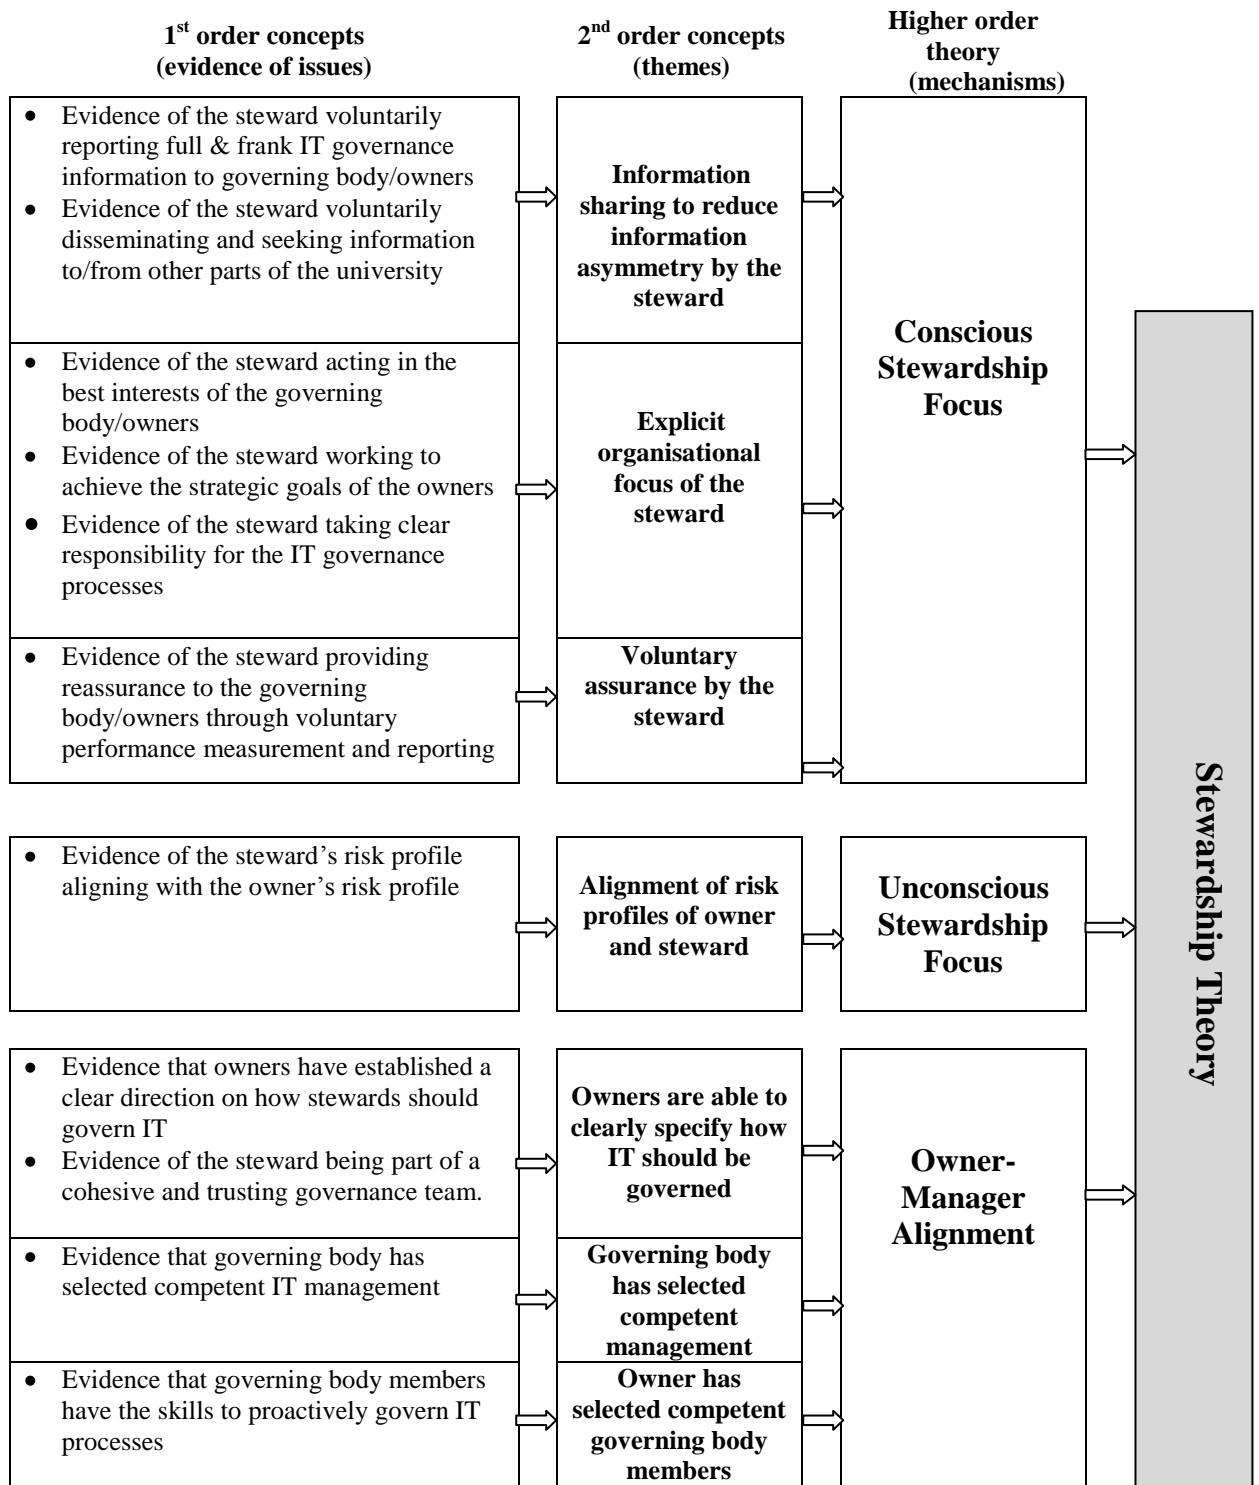 1st order concepts
(evidence of issues)
2nd order concepts
(themes)
Higher order
theory
(mechanisms)
• Evidence of the steward voluntarily
reporting full & frank IT governance
information to governing body/owners
• Evidence of the steward voluntarily
disseminating and seeking information
to/from other parts of the university
Information
sharing to reduce
information
asymmetry by the
steward
• Evidence of the steward acting in the
best interests of the governing
body/owners
• Evidence of the steward working to
achieve the strategic goals of the owners
• Evidence of the steward taking clear
responsibility for the IT governance
processes
Explicit
organisational
focus of the
steward
• Evidence of the steward providing
reassurance to the governing
body/owners through voluntary
performance measurement and reporting
Voluntary
assurance by the
steward
Conscious
Stewardship
Focus
• Evidence of the steward’s risk profile
aligning with the owner’s risk profile
Alignment of risk
profiles of owner
and steward
Unconscious
Stewardship
Focus
• Evidence that owners have established a
clear direction on how stewards should
govern IT
• Evidence of the steward being part of a
cohesive and trusting governance team.
Owners are able to
clearly specify how
IT should be
governed
• Evidence that governing body has
selected competent IT management
Governing body
has selected
competent
management
• Evidence that governing body members
have the skills to proactively govern IT
processes
Owner has
selected competent
governing body
members
Owner-
Manager
Alignment
Stewardship Theory